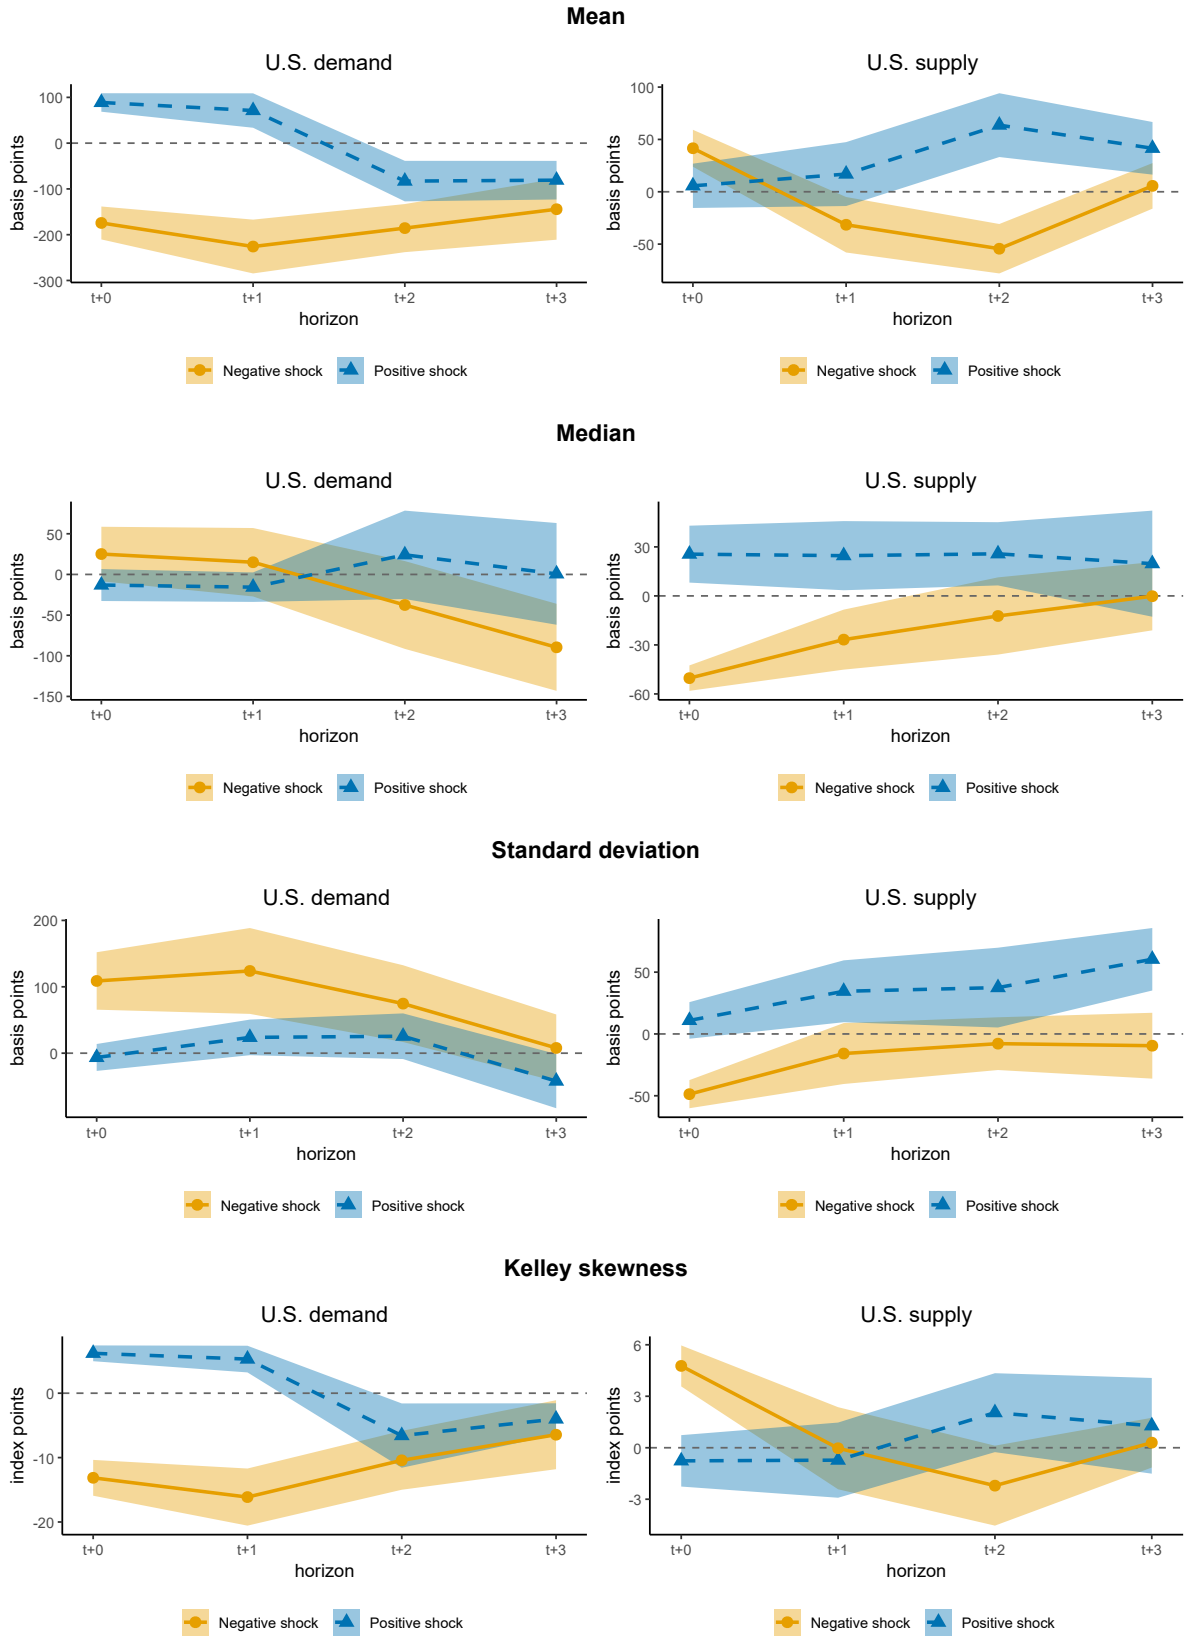 Mean
U.S. demand
U.S. supply
basis points
100
0
-100
-200
-300
t+0 t+1 t+2 t+3
horizon
Negative shock Positive shock
basis points
100
50
0
-50
t+0 t+1 t+2 t+3
horizon
Negative shock Positive shock
Median
U.S. demand
U.S. supply
basis points
50
0
-50
-100
-150
t+0 t+1 t+2 t+3
horizon
Negative shock Positive shock
basis points
30
0
-30
-60
t+0 t+1 t+2 t+3
horizon
Negative shock Positive shock
Standard deviation
U.S. demand
U.S. supply
basis points
200
100
0
t+0 t+1 t+2 t+3
horizon
Negative shock Positive shock
basis points
50
0
-50
t+0 t+1 t+2 t+3
horizon
Negative shock Positive shock
Kelley skewness
U.S. demand
U.S. supply
index points
0
-10
-20
t+0 t+1 t+2 t+3
horizon
Negative shock Positive shock
index points
6
3
0
-3
t+0 t+1 t+2 t+3
horizon
Negative shock Positive shock